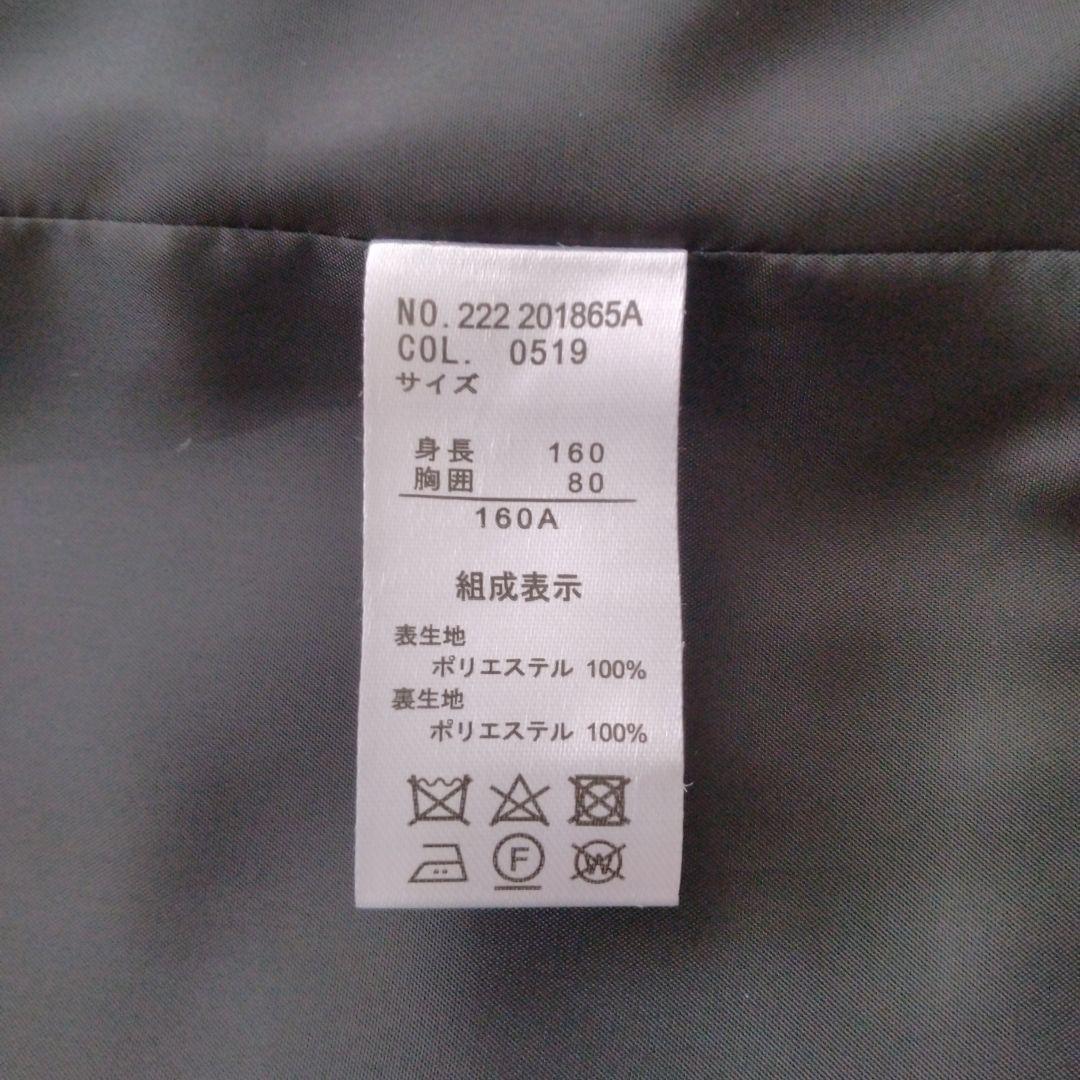 NO. 222 201865A
COL. 0519
サイズ
身長 160
胸囲 80
160A
組成表示
表生地
ポリエステル 100%
裏生地
ポリエステル 100%
F W